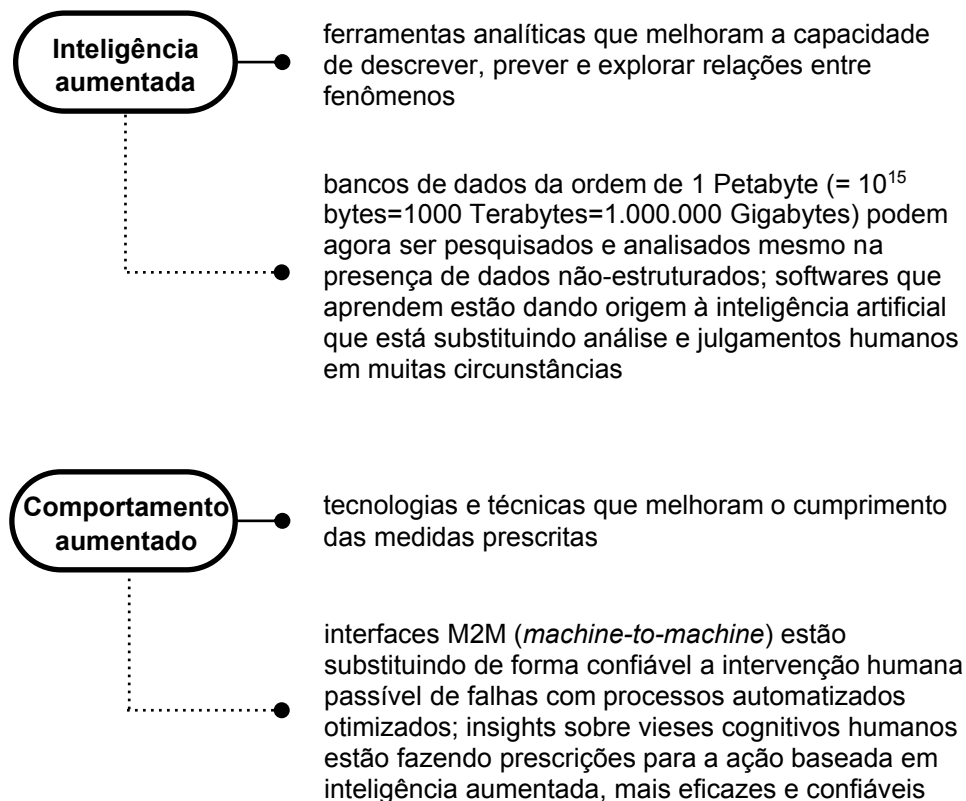 Inteligência
aumentada
ferramentas analíticas que melhoram a capacidade
de descrever, prever e explorar relações entre
fenômenos
bancos de dados da ordem de 1 Petabyte (= 10¹⁵
bytes=1000 Terabytes=1.000.000 Gigabytes) podem
agora ser pesquisados e analisados mesmo na
presença de dados não-estruturados; softwares que
aprendem estão dando origem à inteligência artificial
que está substituindo análise e julgamentos humanos
em muitas circunstâncias
Comportamento
aumentado
tecnologias e técnicas que melhoram o cumprimento
das medidas prescritas
interfaces M2M (machine-to-machine) estão
substituindo de forma confiável a intervenção humana
passível de falhas com processos automatizados
otimizados; insights sobre vieses cognitivos humanos
estão fazendo prescrições para a ação baseada em
inteligência aumentada, mais eficazes e confiáveis